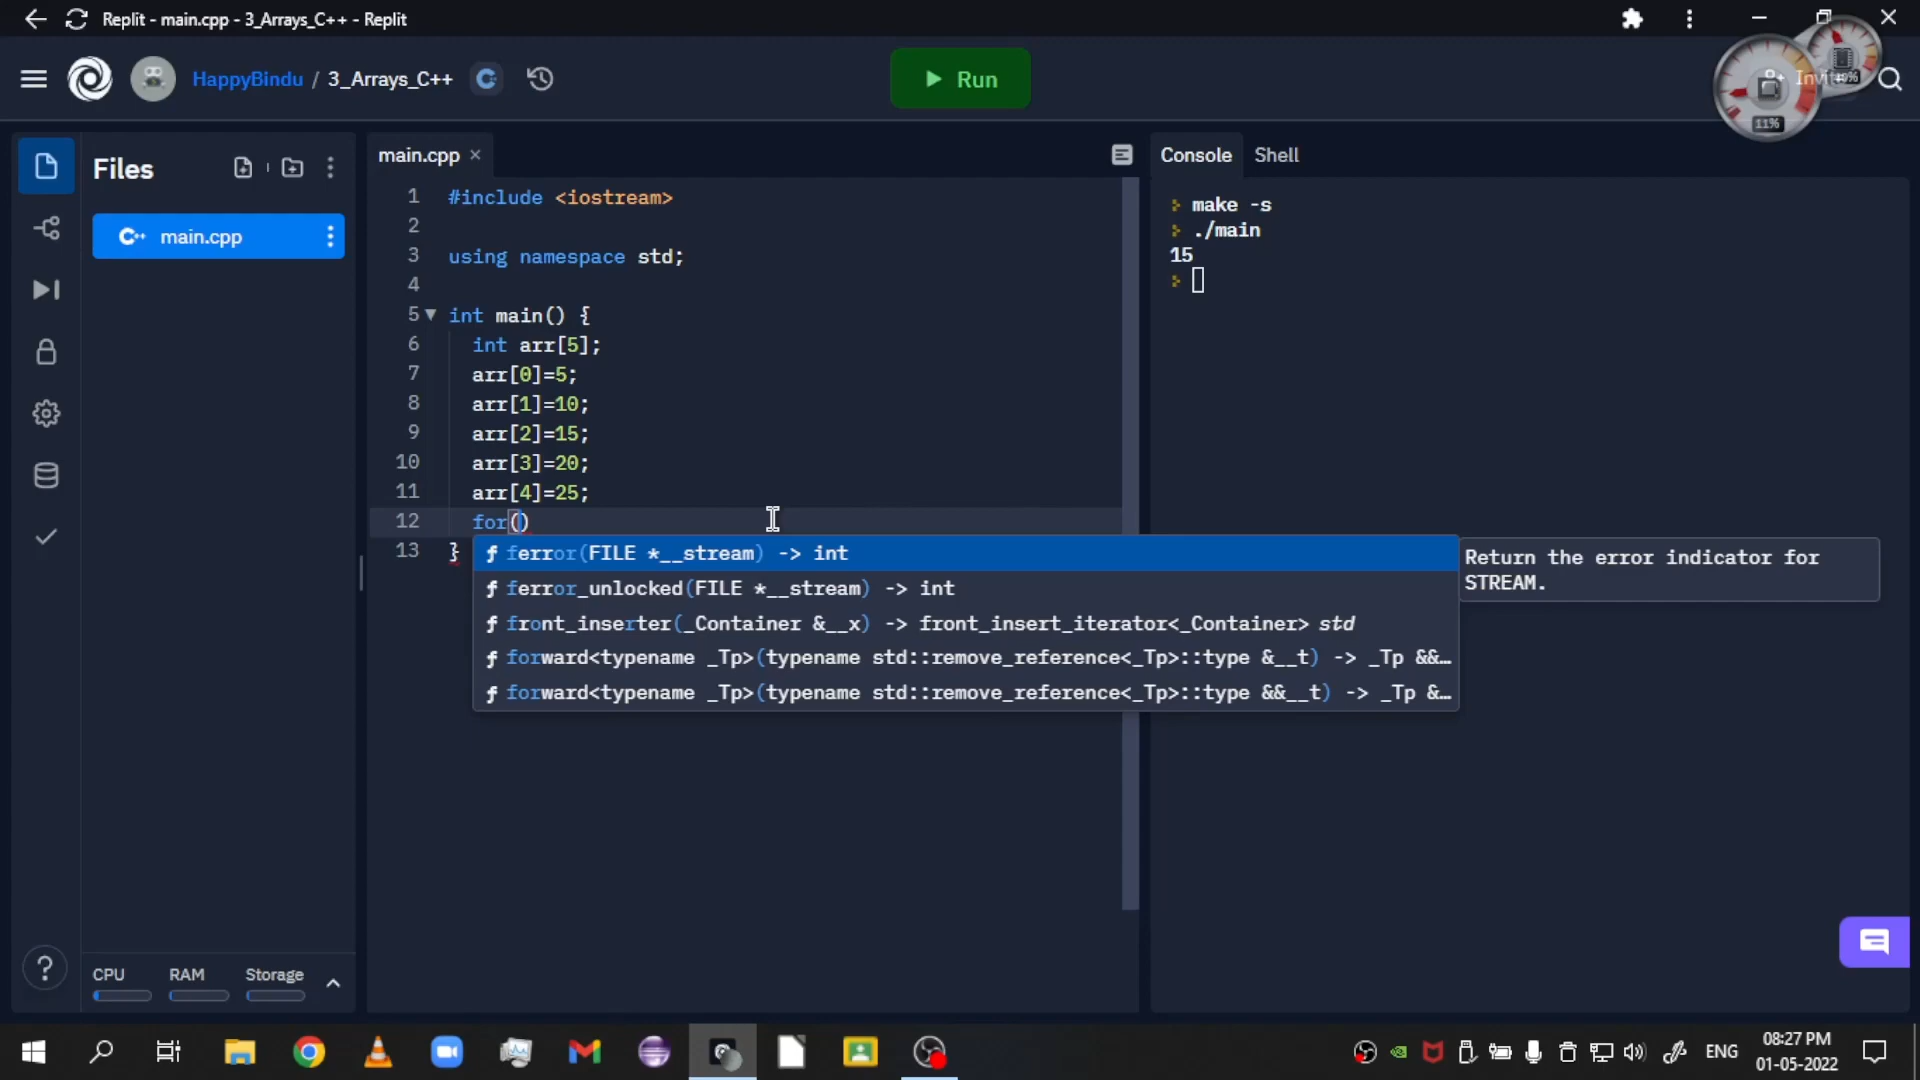 Replit - main.cpp - 3_Arrays_C++ - Replit
HappyBindu / 3_Arrays_C++
Run
11%
Files
main.cpp
CPU
RAM
Storage
main.cpp ×
1 #include <iostream>
2
3 using namespace std;
4
5 int main() {
6 int arr[5];
7 arr[0]=5;
8 arr[1]=10;
9 arr[2]=15;
10 arr[3]=20;
11 arr[4]=25;
12 for()
13 }
f ferror(FILE *__stream) -> int
f ferror_unlocked(FILE *__stream) -> int
f front_inserter(_Container &__x) -> front_insert_iterator<_Container> std
f forward<typename _Tp>(typename std::remove_reference<_Tp>::type &__t) -> _Tp &&…
f forward<typename _Tp>(typename std::remove_reference<_Tp>::type &&__t) -> _Tp &…
Return the error indicator for
STREAM.
Console
Shell
make -s
./main
15
ENG
08:27 PM
01-05-2022